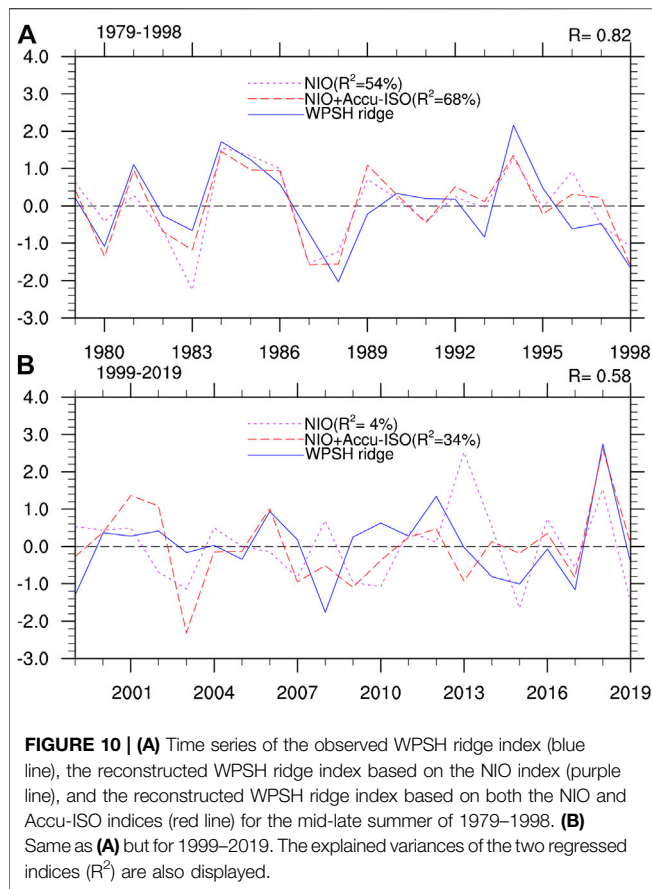 A
1979-1998
R= 0.82
NIO(R²=54%)
NIO+Accu-ISO(R²=68%)
WPSH ridge
4.0
3.0
2.0
1.0
0.0
-1.0
-2.0
-3.0
1980 1983 1986 1989 1992 1995 1998
B
1999-2019
R= 0.58
NIO(R²= 4%)
NIO+Accu-ISO(R²=34%)
WPSH ridge
4.0
3.0
2.0
1.0
0.0
-1.0
-2.0
-3.0
2001 2004 2007 2010 2013 2016 2019
FIGURE 10 | (A) Time series of the observed WPSH ridge index (blue
line), the reconstructed WPSH ridge index based on the NIO index (purple
line), and the reconstructed WPSH ridge index based on both the NIO and
Accu-ISO indices (red line) for the mid-late summer of 1979–1998. (B)
Same as (A) but for 1999–2019. The explained variances of the two regressed
indices (R²) are also displayed.